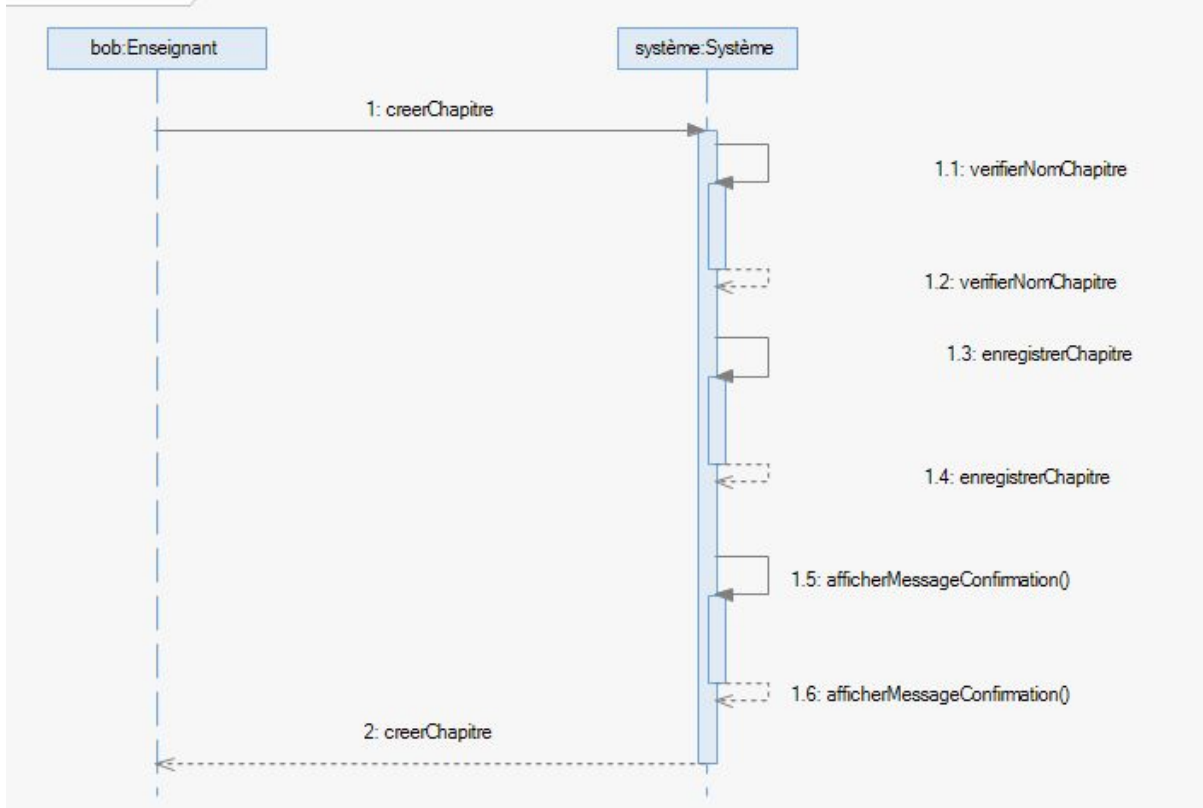 bob:Enseignant
système:Système
1: creerChapitre
1.1: verifierNomChapitre
1.2: verifierNomChapitre
1.3: enregistrerChapitre
1.4: enregistrerChapitre
1.5: afficherMessageConfirmation()
1.6: afficherMessageConfirmation()
2: creerChapitre